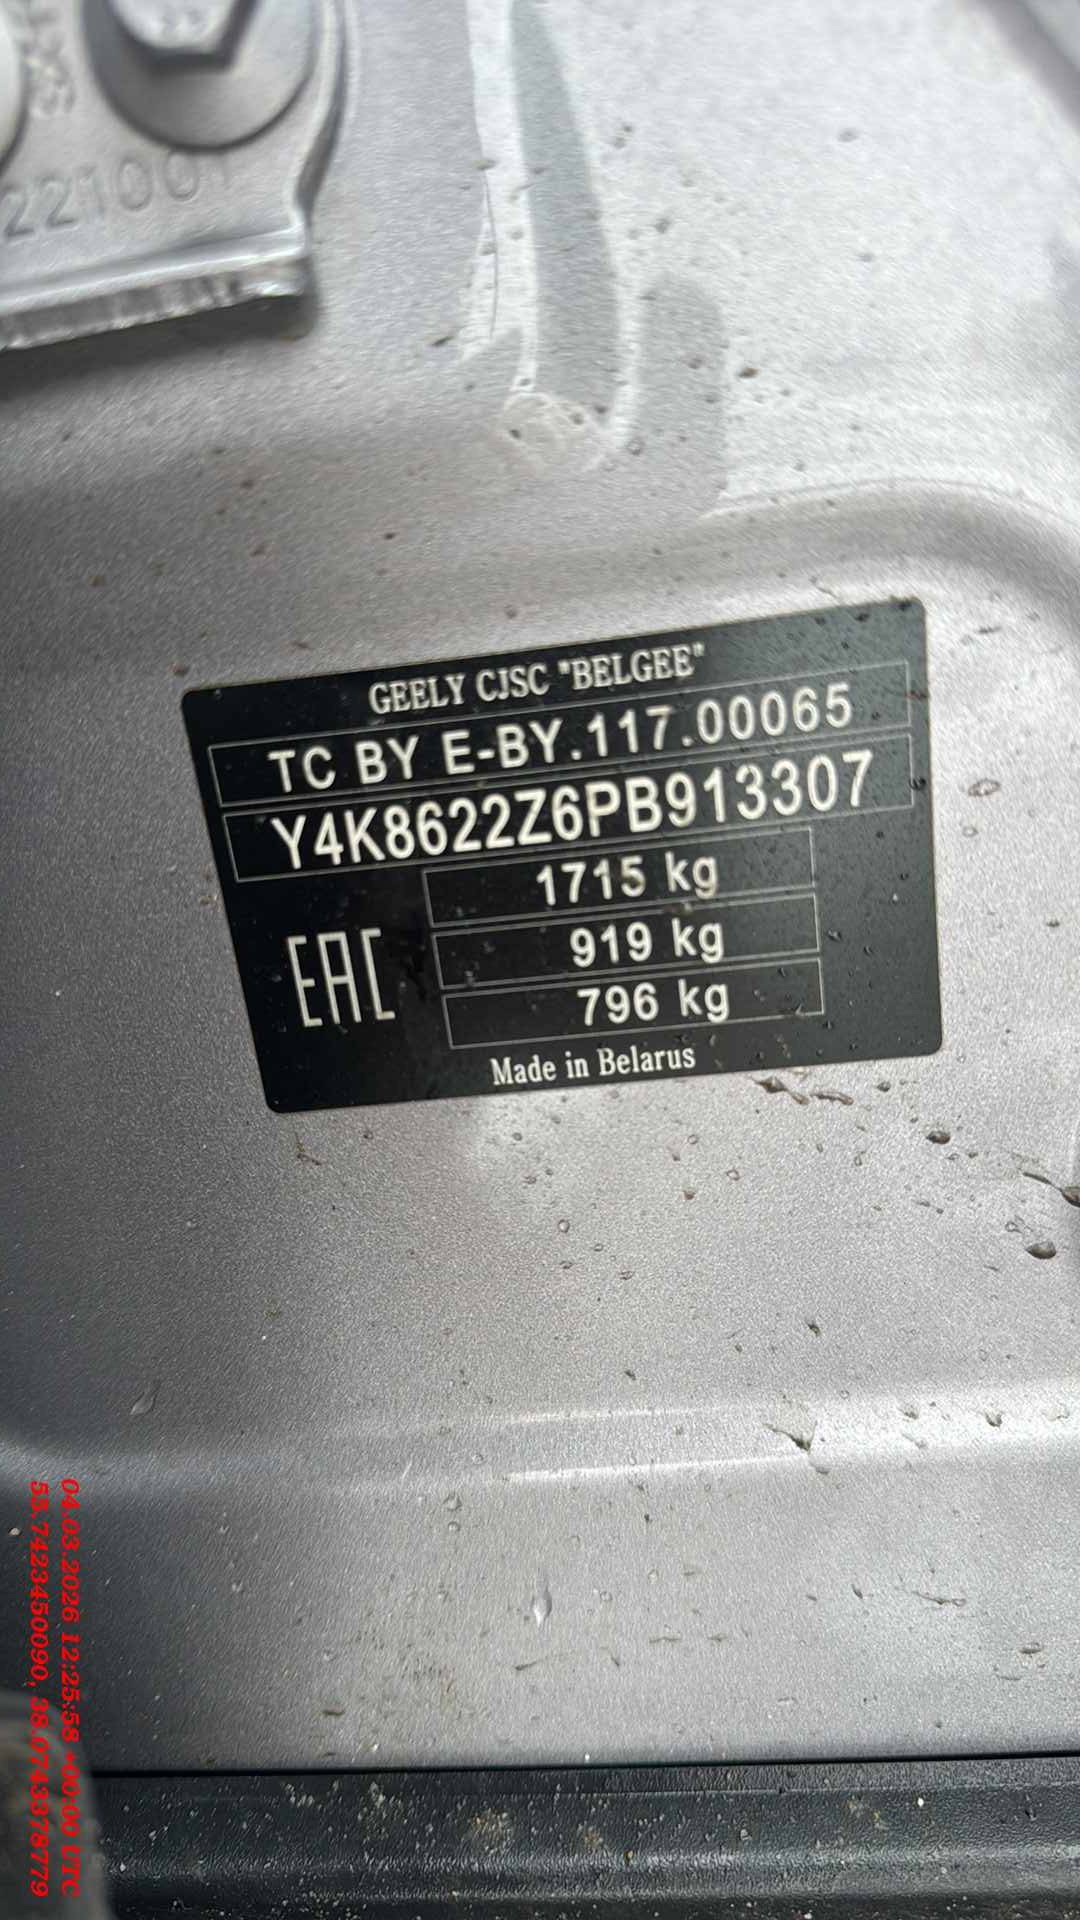 221001
GEELY CJSC "BELGEE"
TC BY E-BY.117.00065
Y4K8622Z6PB913307
1715 kg
919 kg
796 kg
EAC
Made in Belarus
04.03.2026 12:25:58 +00:00 UTC
55.7423450090, 38.0743378779